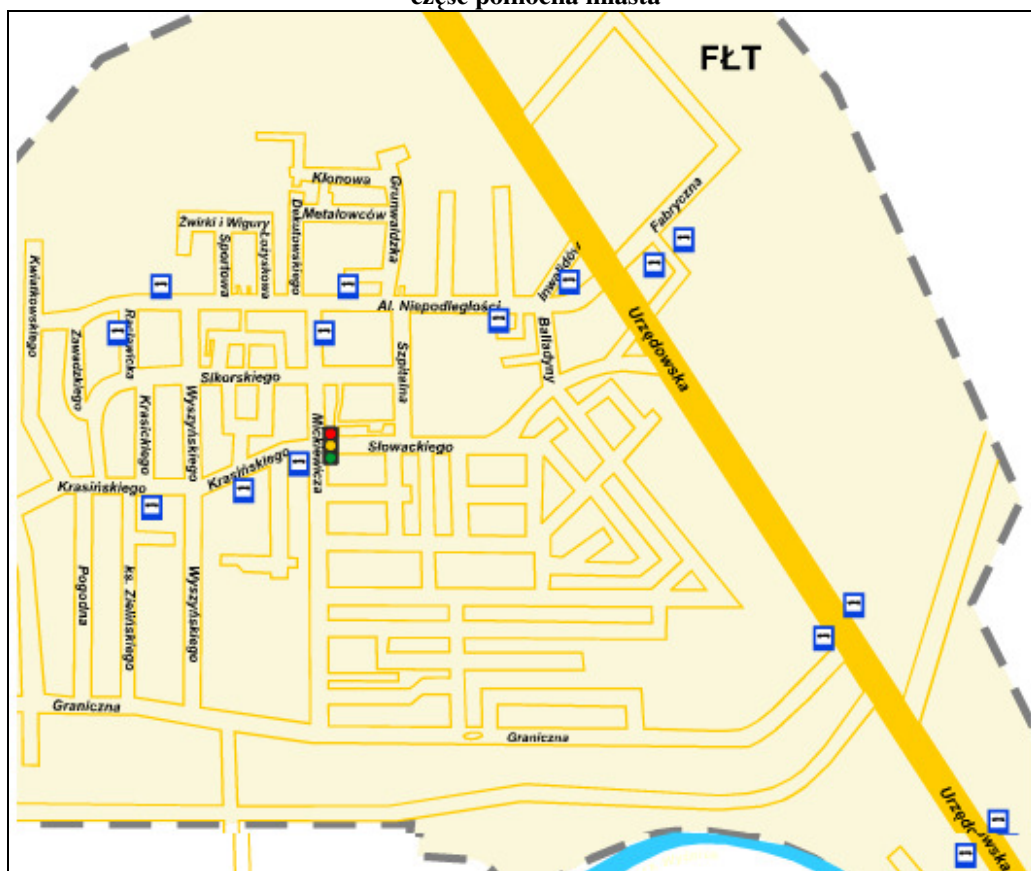 część północna miasta
FŁT
Klonowa
Grunwaldzka
Metalowców
Dekutowskiego
Żwirki i Wigury
Łożyskowa
Sportowa
Fabryczna
Inwalidów
Kwiatkowskiego
Al. Niepodległości
Urzędowska
Racławicka
Zawadzkiego
Balladyny
Szpitalna
Sikorskiego
Krasickiego
Wyszyńskiego
Mickiewicza
Słowackiego
Krasińskiego
Krasińskiego
Pogodna
ks. Zielińskiego
Wyszyńskiego
Graniczna
Graniczna
Urzędowska